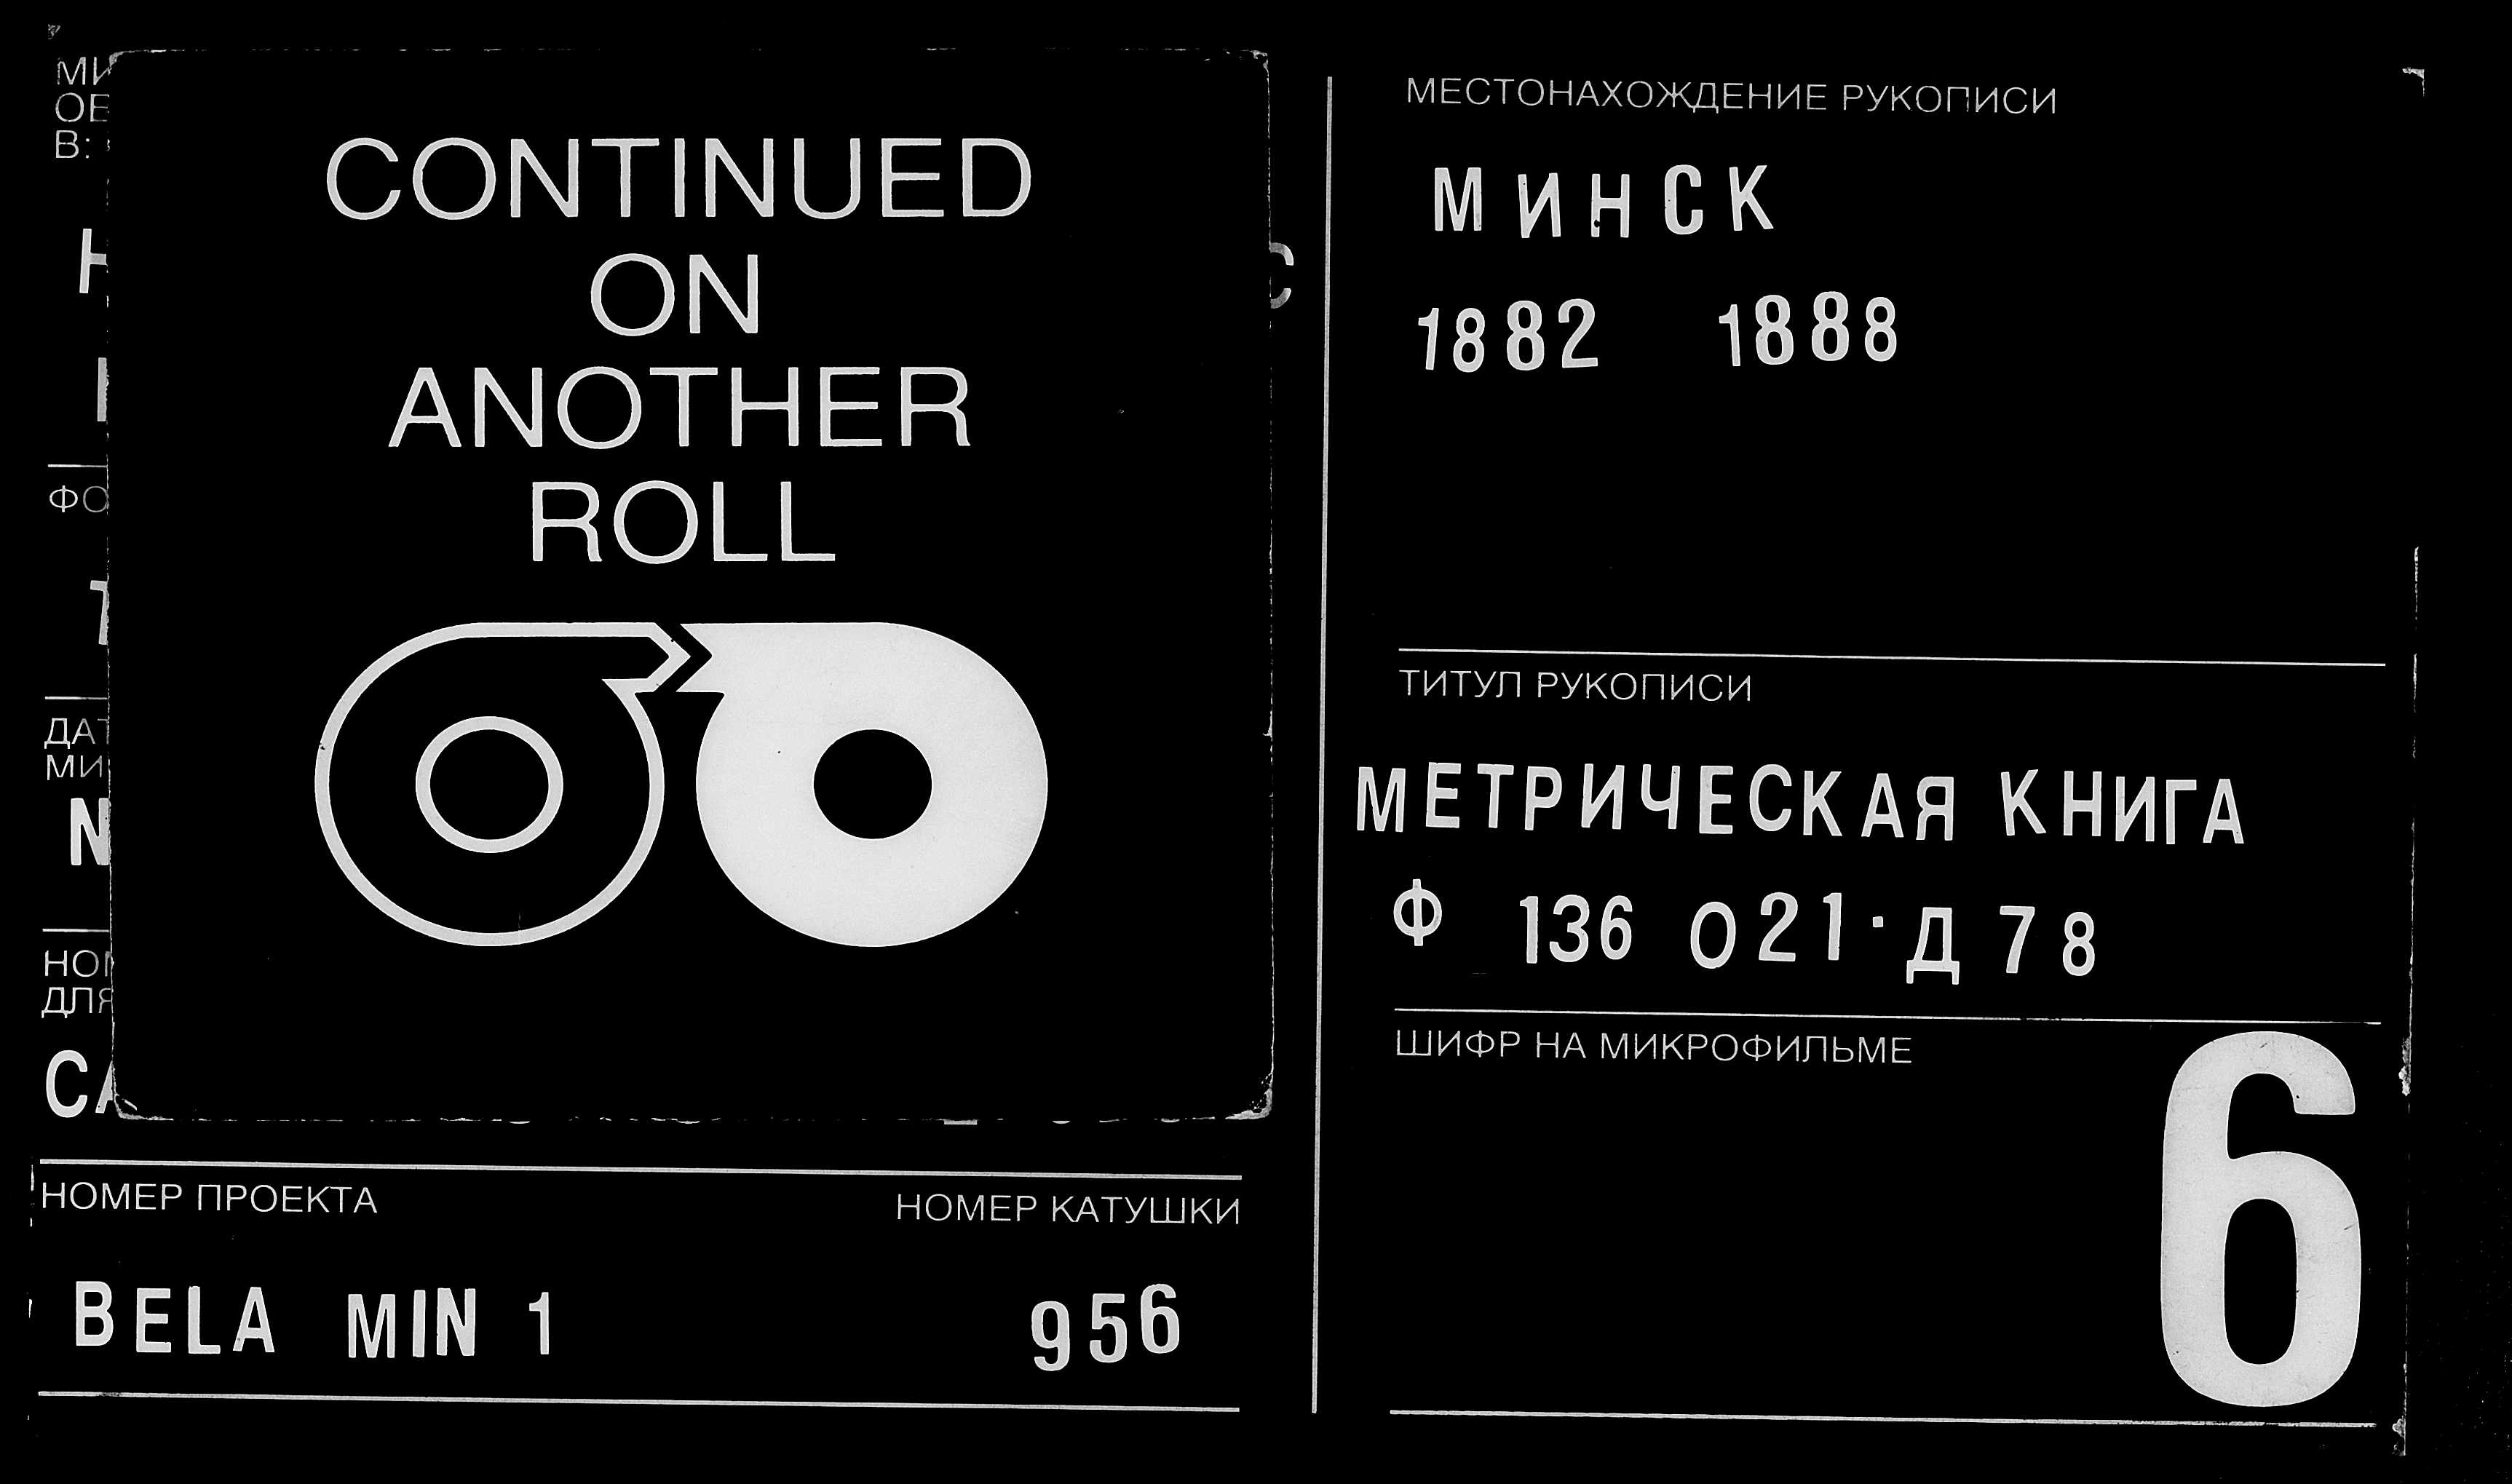 CONTINUED
ON
ANOTHER
ROLL
НОМЕР ПРОЕКТА
НОМЕР КАТУШКИ
BELA MIN 1
956
МЕСТОНАХОЖДЕНИЕ РУКОПИСИ
МИНСК
1882 1888
ТИТУЛ РУКОПИСИ
МЕТРИЧЕСКАЯ КНИГА
Ф 136 О21·Д 78
ШИФР НА МИКРОФИЛЬМЕ
6